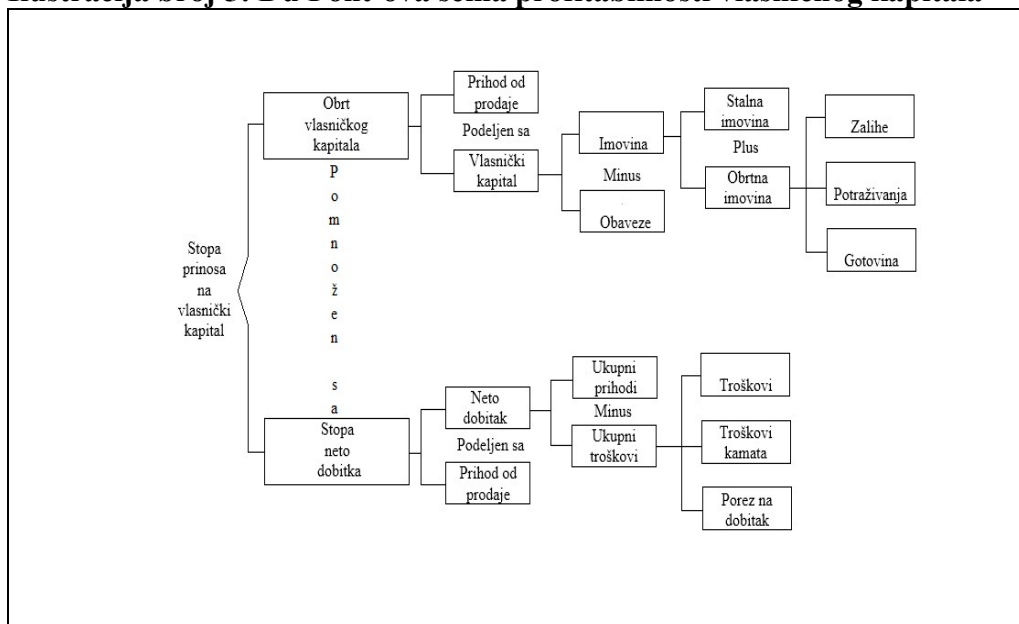 Ilustracija broj Du Pont-ova šema profitabilnosti vlasničkog kapitala
Stopa
prinosa
na
vlasnički
kapital
Obrt
vlasničkog
kapitala
P
o
m
n
o
ž
e
n
s
a
Stopa
neto
dobitka
Prihod od
prodaje
Podeljen sa
Vlasnički
kapital
Imovina
Minus
Obaveze
Stalna
imovina
Plus
Obrtna
imovina
Zalihe
Potraživanja
Gotovina
Neto
dobitak
Podeljen sa
Prihod od
prodaje
Ukupni
prihodi
Minus
Ukupni
troškovi
Troškovi
Troškovi
kamata
Porez na
dobitak